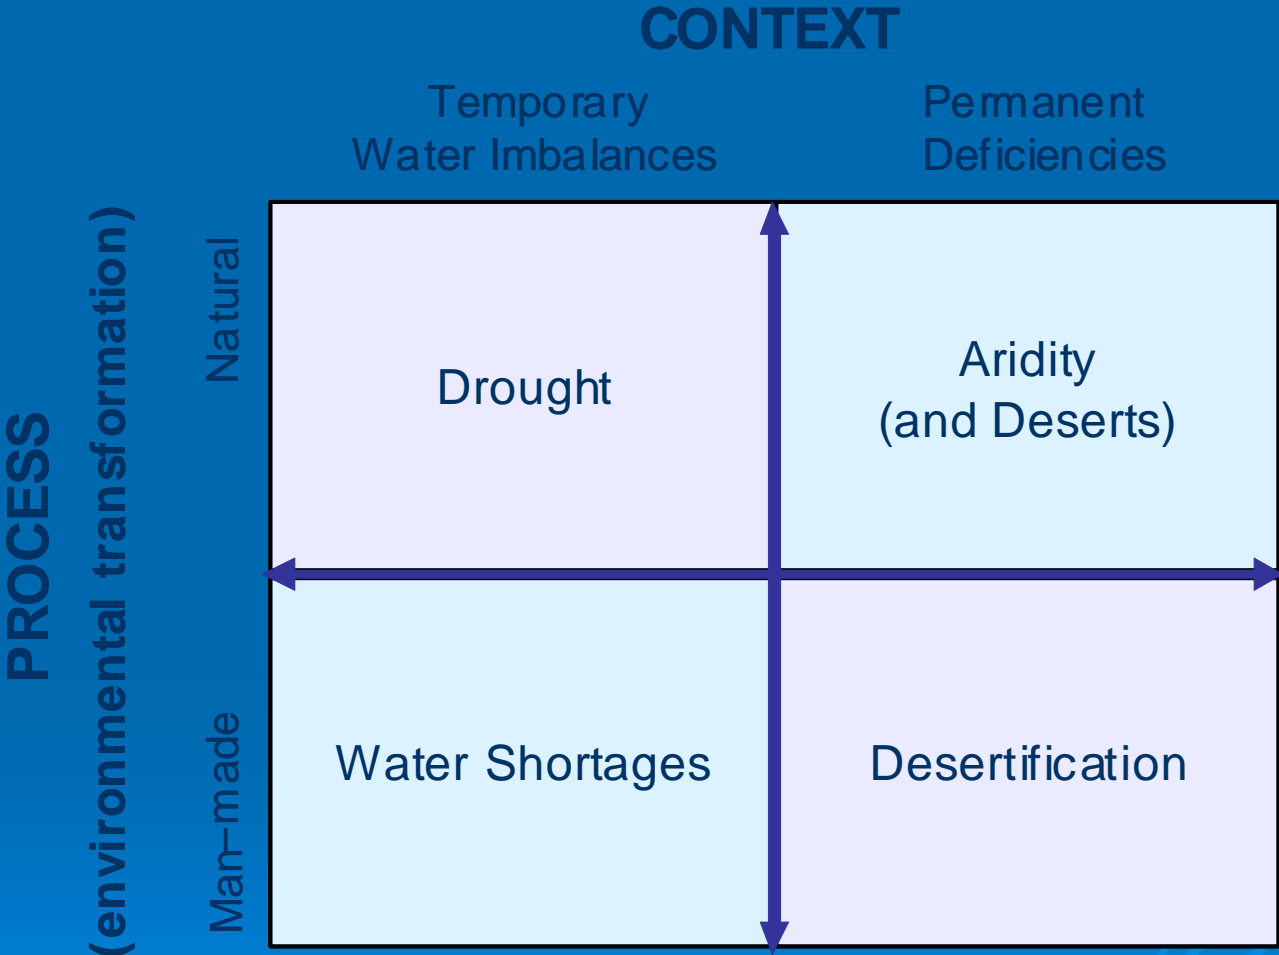 CONTEXT
Temporary
Water Imbalances
Permanent
Deficiencies
PROCESS
(environmental transformation)
Natural
Man–made
Drought
Aridity
(and Deserts)
Water Shortages
Desertification